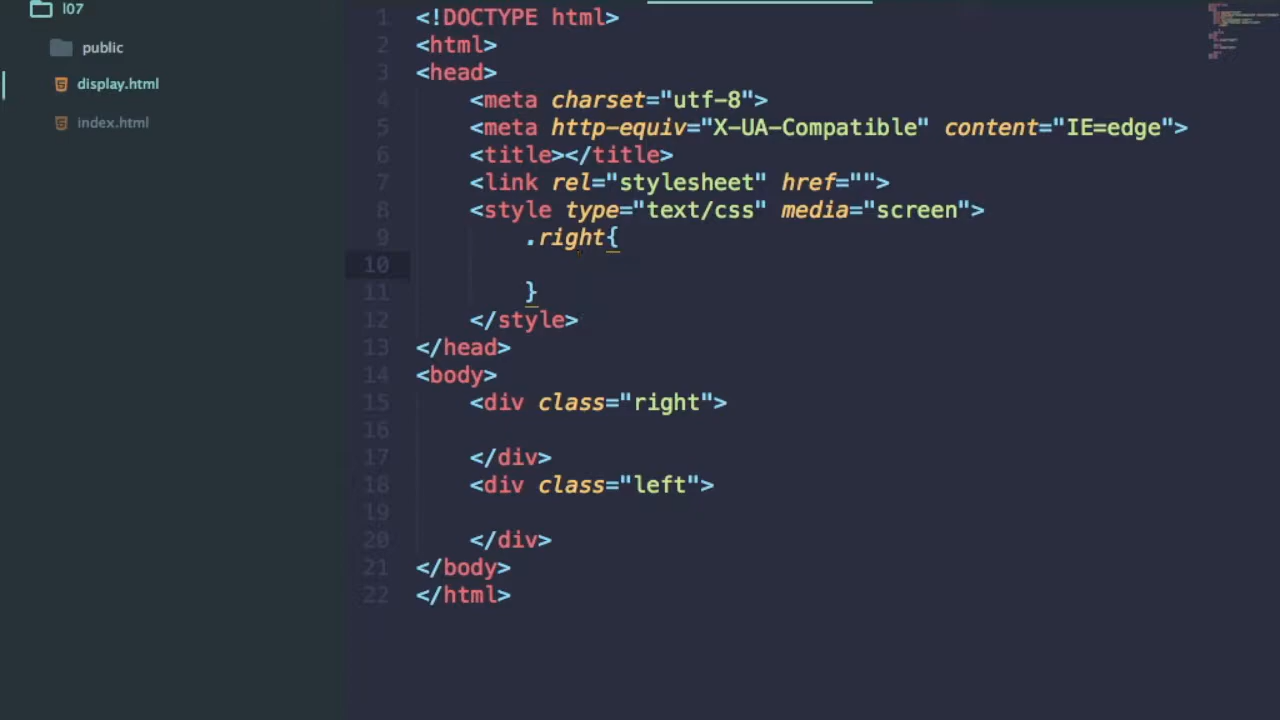 l07
public
display.html
index.html
1 <!DOCTYPE html>
2 <html>
3 <head>
4 <meta charset="utf-8">
5 <meta http-equiv="X-UA-Compatible" content="IE=edge">
6 <title></title>
7 <link rel="stylesheet" href="">
8 <style type="text/css" media="screen">
9 .right{
10
11 }
12 </style>
13 </head>
14 <body>
15 <div class="right">
16
17 </div>
18 <div class="left">
19
20 </div>
21 </body>
22 </html>